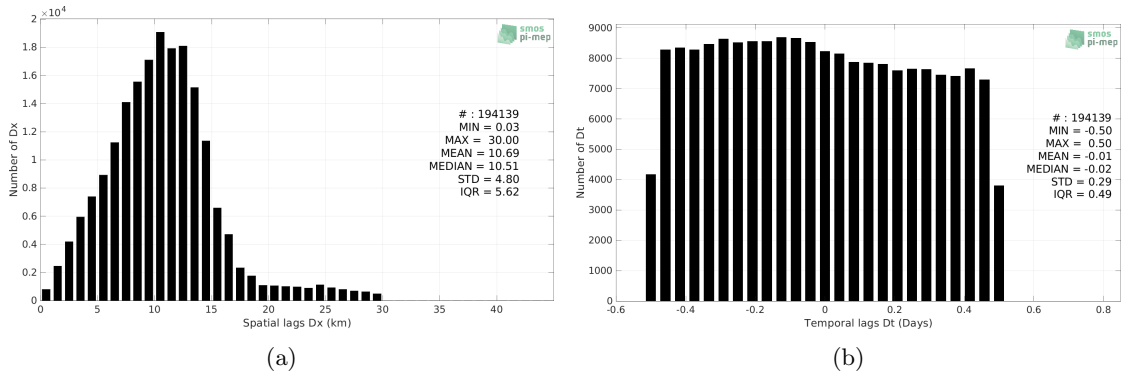 ×10⁴
2
1.8
1.6
1.4
1.2
1
0.8
0.6
0.4
0.2
0
Number of Dx
smos
pi-mep
# : 194139
MIN = 0.03
MAX = 30.00
MEAN = 10.69
MEDIAN = 10.51
STD = 4.80
IQR = 5.62
0 5 10 15 20 25 30 35 40
Spatial lags Dx (km)
(a)
9000
8000
7000
6000
5000
4000
3000
2000
1000
0
Number of Dt
smos
pi-mep
# : 194139
MIN = -0.50
MAX = 0.50
MEAN = -0.01
MEDIAN = -0.02
STD = 0.29
IQR = 0.49
-0.6 -0.4 -0.2 0 0.2 0.4 0.6 0.8
Temporal lags Dt (Days)
(b)